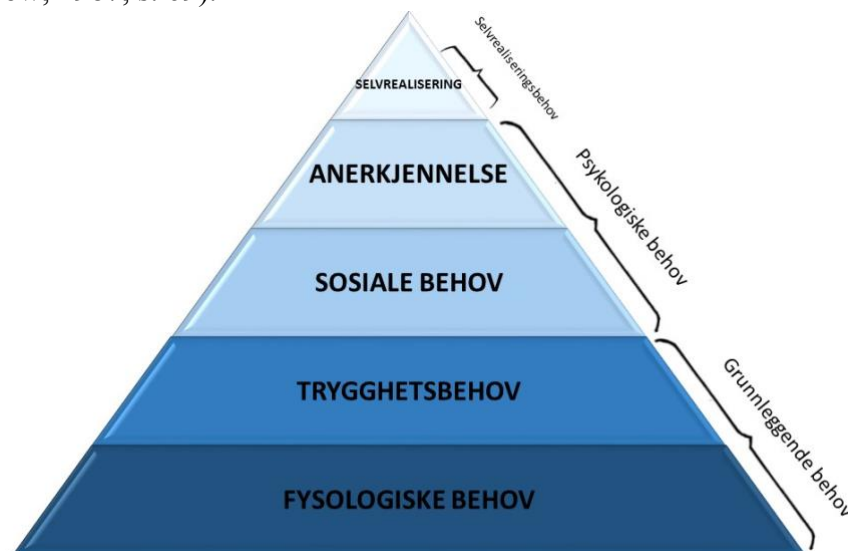 SELVREALISERING
Selvrealiseringsbehov
ANERKJENNELSE
Psykologiske behov
SOSIALE BEHOV
TRYGGHETSBEHOV
Grunnleggende behov
FYSOLOGISKE BEHOV